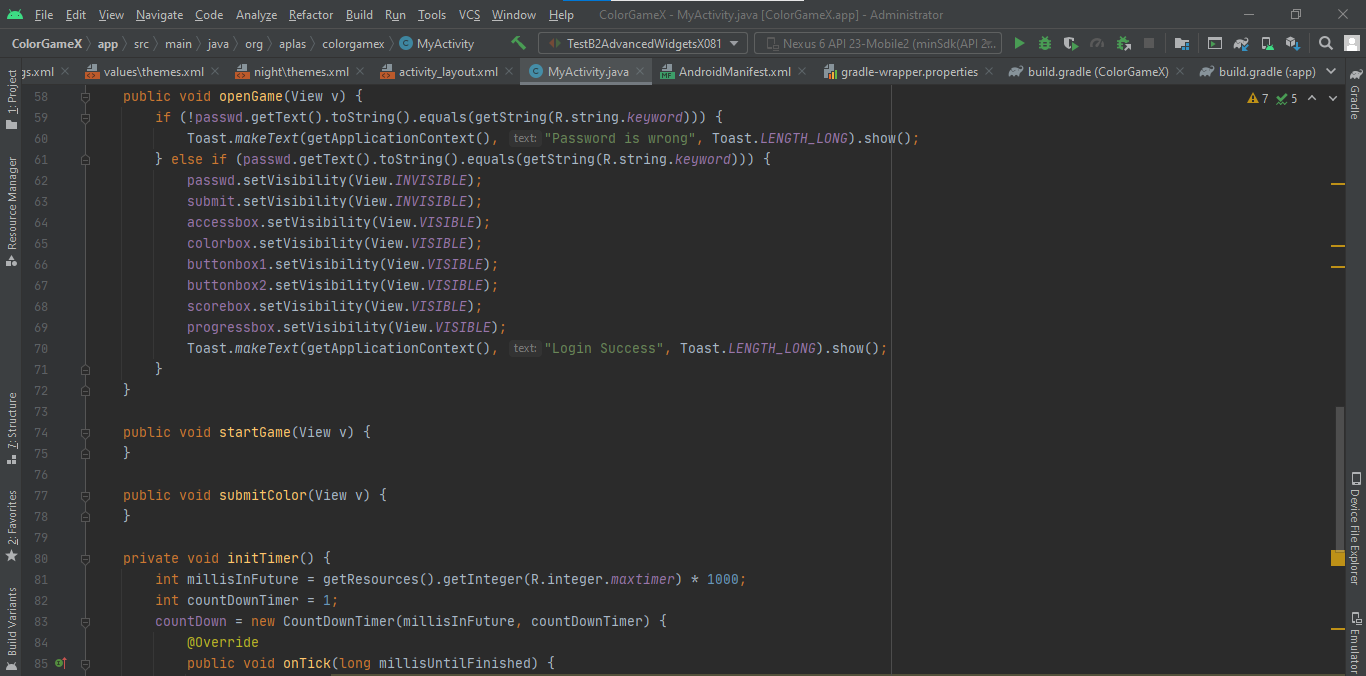 File Edit View Navigate Code Analyze Refactor Build Run Tools VCS Window Help ColorGameX - MyActivity.java [ColorGameX.app] - Administrator
ColorGameX app src main java org aplas colorgamex MyActivity TestB2AdvancedWidgetsX081 Nexus 6 API 23-Mobile2 (minSdk(API 2r...
gs.xml values\themes.xml night\themes.xml activity_layout.xml MyActivity.java AndroidManifest.xml gradle-wrapper.properties build.gradle (ColorGameX) build.gradle (:app)
1: Project
Resource Manager
7: Structure
2: Favorites
Build Variants
7 5
58 public void openGame(View v) {
59 if (!passwd.getText().toString().equals(getString(R.string.keyword))) {
60 Toast.makeText(getApplicationContext(), text: "Password is wrong", Toast.LENGTH_LONG).show();
61 } else if (passwd.getText().toString().equals(getString(R.string.keyword))) {
62 passwd.setVisibility(View.INVISIBLE);
63 submit.setVisibility(View.INVISIBLE);
64 accessbox.setVisibility(View.VISIBLE);
65 colorbox.setVisibility(View.VISIBLE);
66 buttonbox1.setVisibility(View.VISIBLE);
67 buttonbox2.setVisibility(View.VISIBLE);
68 scorebox.setVisibility(View.VISIBLE);
69 progressbox.setVisibility(View.VISIBLE);
70 Toast.makeText(getApplicationContext(), text: "Login Success", Toast.LENGTH_LONG).show();
71 }
72 }
73
74 public void startGame(View v) {
75 }
76
77 public void submitColor(View v) {
78 }
79
80 private void initTimer() {
81 int millisInFuture = getResources().getInteger(R.integer.maxtimer) * 1000;
82 int countDownTimer = 1;
83 countDown = new CountDownTimer(millisInFuture, countDownTimer) {
84 @Override
85 public void onTick(long millisUntilFinished) {
Gradle
Device File Explorer
Emulator